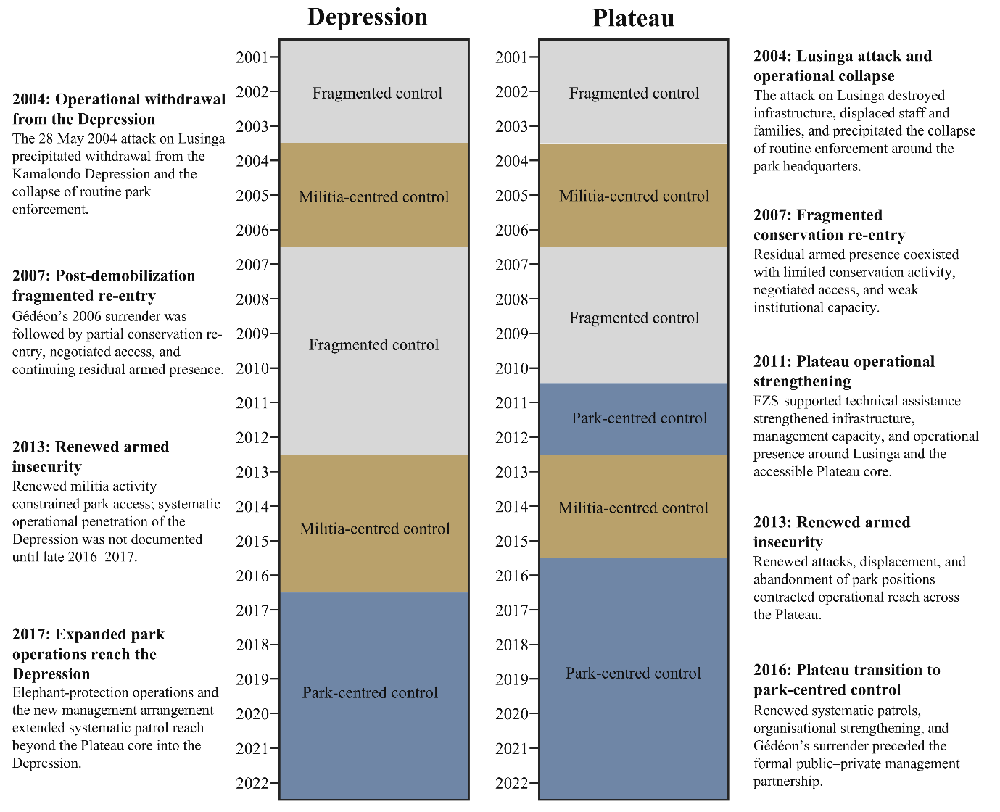 Depression
2001
2002
2003
2004
2005
2006
2007
2008
2009
2010
2011
2012
2013
2014
2015
2016
2017
2018
2019
2020
2021
2022
Fragmented control
Militia-centred control
Fragmented control
Militia-centred control
Park-centred control
2004: Operational withdrawal
from the Depression
The 28 May 2004 attack on Lusinga
precipitated withdrawal from the
Kamalondo Depression and the
collapse of routine park
enforcement.
2007: Post-demobilization
fragmented re-entry
Gédéon’s 2006 surrender was
followed by partial conservation re-
entry, negotiated access, and
continuing residual armed presence.
2013: Renewed armed
insecurity
Renewed militia activity
constrained park access; systematic
operational penetration of the
Depression was not documented
until late 2016–2017.
2017: Expanded park
operations reach the
Depression
Elephant-protection operations and
the new management arrangement
extended systematic patrol reach
beyond the Plateau core into the
Depression.
Plateau
2001
2002
2003
2004
2005
2006
2007
2008
2009
2010
2011
2012
2013
2014
2015
2016
2017
2018
2019
2020
2021
2022
Fragmented control
Militia-centred control
Fragmented control
Park-centred control
Militia-centred control
Park-centred control
2004: Lusinga attack and
operational collapse
The attack on Lusinga destroyed
infrastructure, displaced staff and
families, and precipitated the collapse
of routine enforcement around the
park headquarters.
2007: Fragmented
conservation re-entry
Residual armed presence coexisted
with limited conservation activity,
negotiated access, and weak
institutional capacity.
2011: Plateau operational
strengthening
FZS-supported technical assistance
strengthened infrastructure,
management capacity, and operational
presence around Lusinga and the
accessible Plateau core.
2013: Renewed armed
insecurity
Renewed attacks, displacement, and
abandonment of park positions
contracted operational reach across
the Plateau.
2016: Plateau transition to
park-centred control
Renewed systematic patrols,
organisational strengthening, and
Gédéon’s surrender preceded the
formal public–private management
partnership.